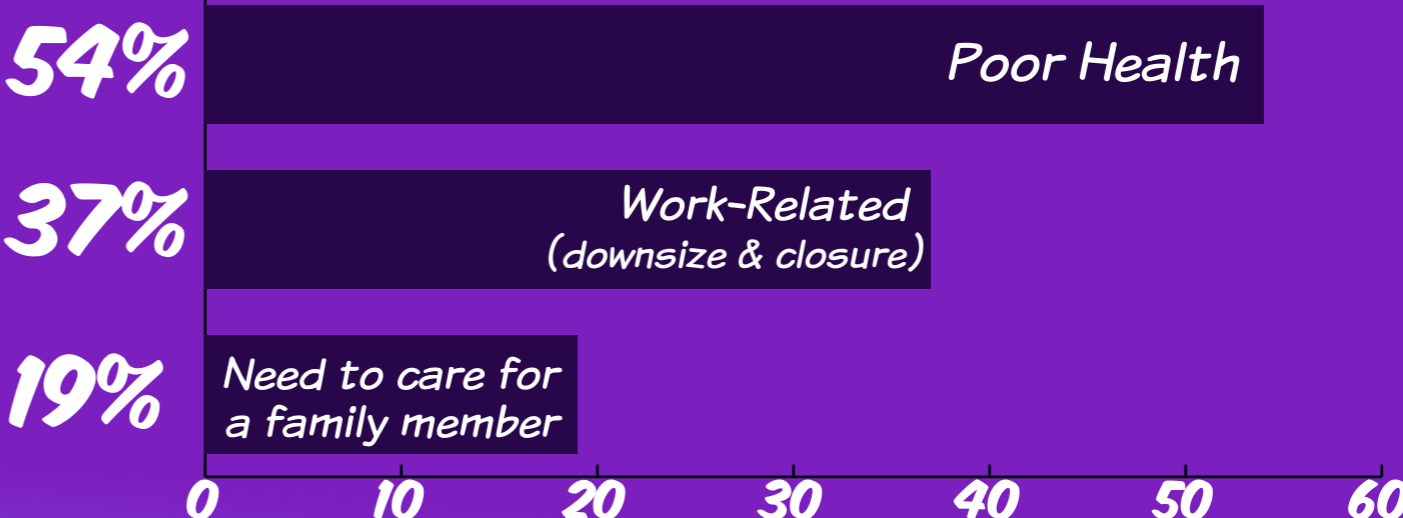 54%
Poor Health
37%
Work-Related
(downsize & closure)
19%
Need to care for
a family member
0 10 20 30 40 50 60